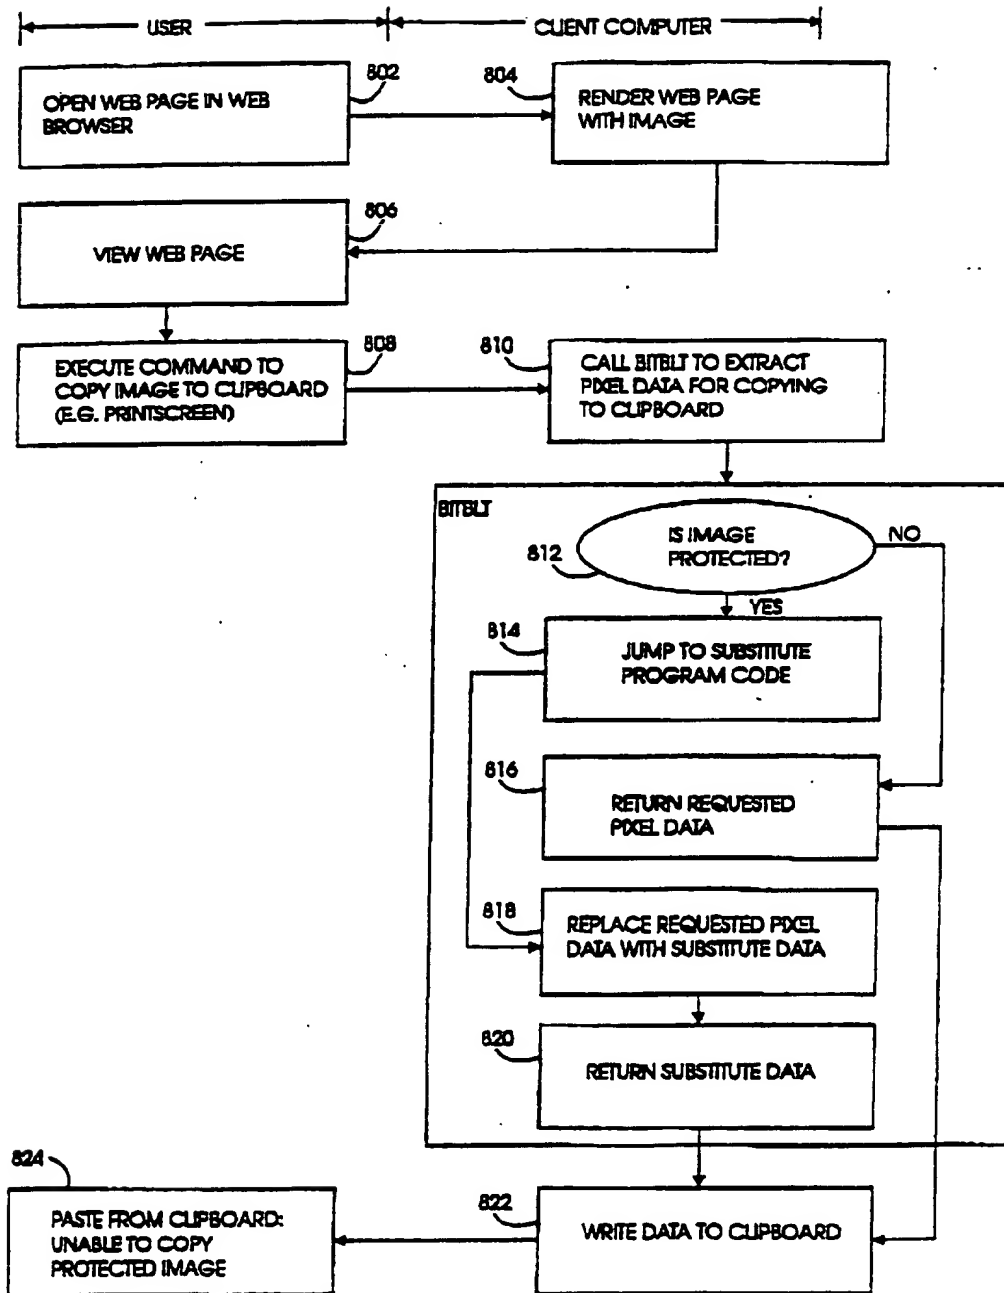 USER
CLIENT COMPUTER
802
804
OPEN WEB PAGE IN WEB
BROWSER
RENDER WEB PAGE
WITH IMAGE
806
VIEW WEB PAGE
808
810
EXECUTE COMMAND TO
COPY IMAGE TO CLIPBOARD
(E.G. PRINTSCREEN)
CALL BITBLT TO EXTRACT
PIXEL DATA FOR COPYING
TO CLIPBOARD
BITBLT
IS IMAGE
PROTECTED?
NO
812
YES
814
JUMP TO SUBSTITUTE
PROGRAM CODE
816
RETURN REQUESTED
PIXEL DATA
818
REPLACE REQUESTED PIXEL
DATA WITH SUBSTITUTE DATA
820
RETURN SUBSTITUTE DATA
824
822
PASTE FROM CLIPBOARD:
UNABLE TO COPY
PROTECTED IMAGE
WRITE DATA TO CLIPBOARD